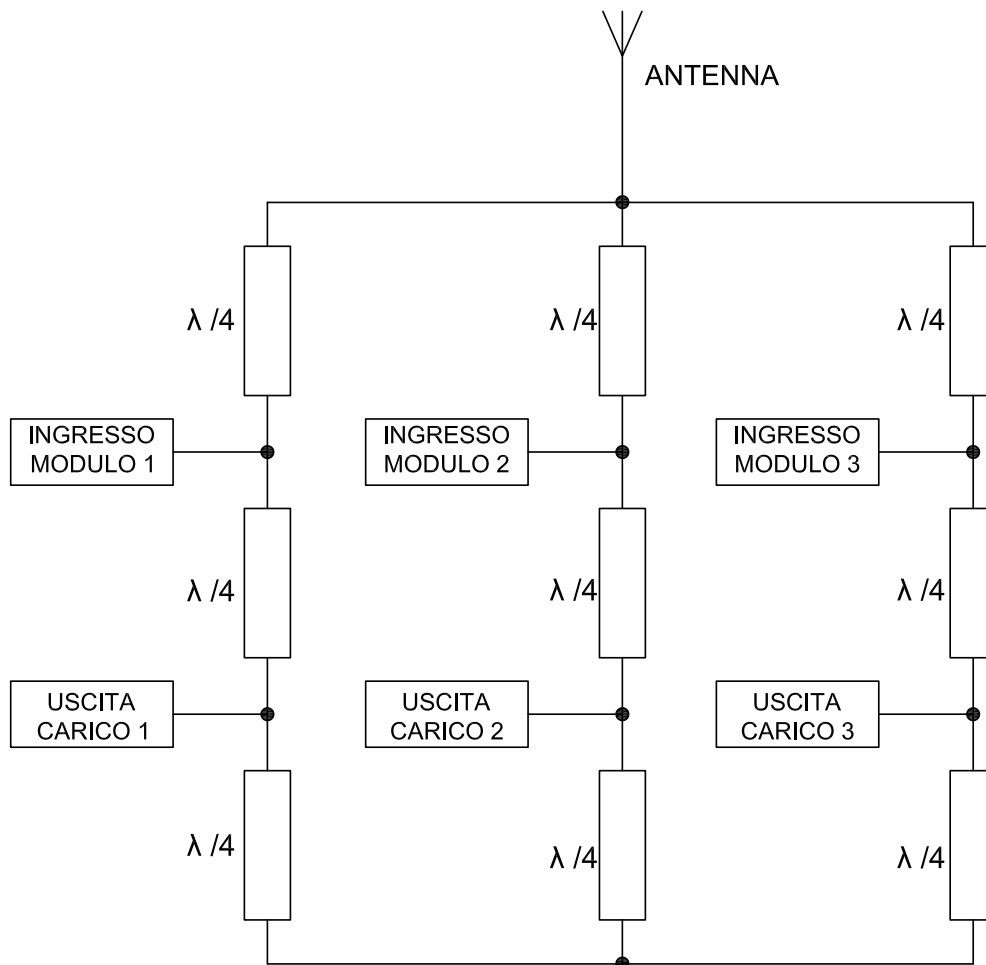 ANTENNA
λ /4
λ /4
λ /4
INGRESSO
MODULO 1
INGRESSO
MODULO 2
INGRESSO
MODULO 3
λ /4
λ /4
λ /4
USCITA
CARICO 1
USCITA
CARICO 2
USCITA
CARICO 3
λ /4
λ /4
λ /4